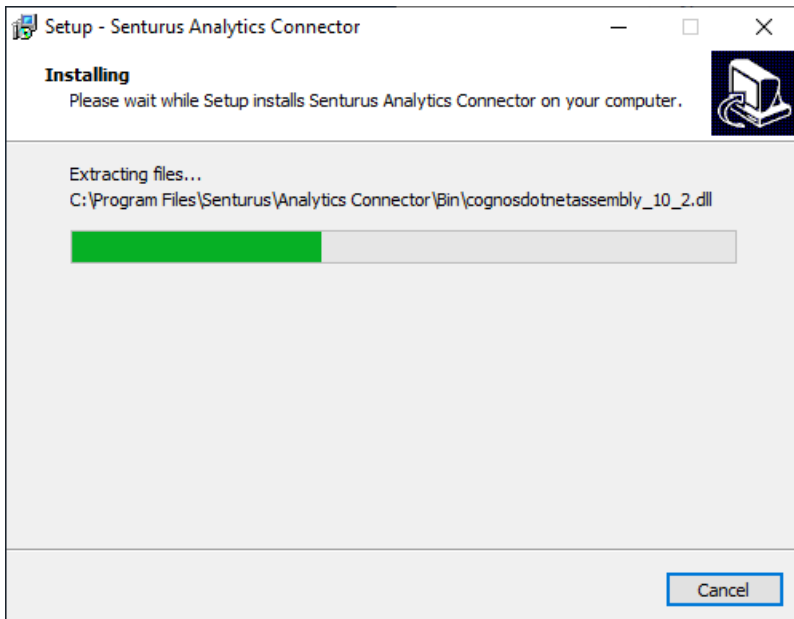 Setup - Senturus Analytics Connector
Installing
Please wait while Setup installs Senturus Analytics Connector on your computer.
Extracting files...
C:\Program Files\Senturus\Analytics Connector\Bin\cognosdotnetassembly_10_2.dll
Cancel